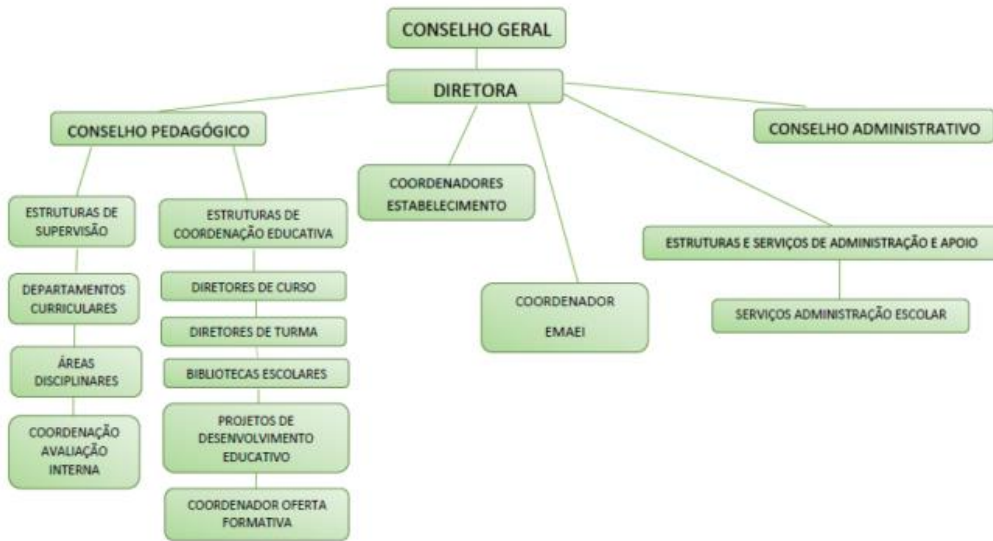 CONSELHO GERAL
DIRETORA
CONSELHO PEDAGÓGICO
CONSELHO ADMINISTRATIVO
COORDENADORES
ESTABELECIMENTO
ESTRUTURAS DE
SUPERVISÃO
ESTRUTURAS DE
COORDENAÇÃO EDUCATIVA
ESTRUTURAS E SERVIÇOS DE ADMINISTRAÇÃO E APOIO
DEPARTAMENTOS
CURRICULARES
DIRETORES DE CURSO
COORDENADOR
EMAEI
SERVIÇOS ADMINISTRAÇÃO ESCOLAR
DIRETORES DE TURMA
ÁREAS
DISCIPLINARES
BIBLIOTECAS ESCOLARES
COORDENAÇÃO
AVALIAÇÃO
INTERNA
PROJETOS DE
DESENVOLVIMENTO
EDUCATIVO
COORDENADOR OFERTA
FORMATIVA